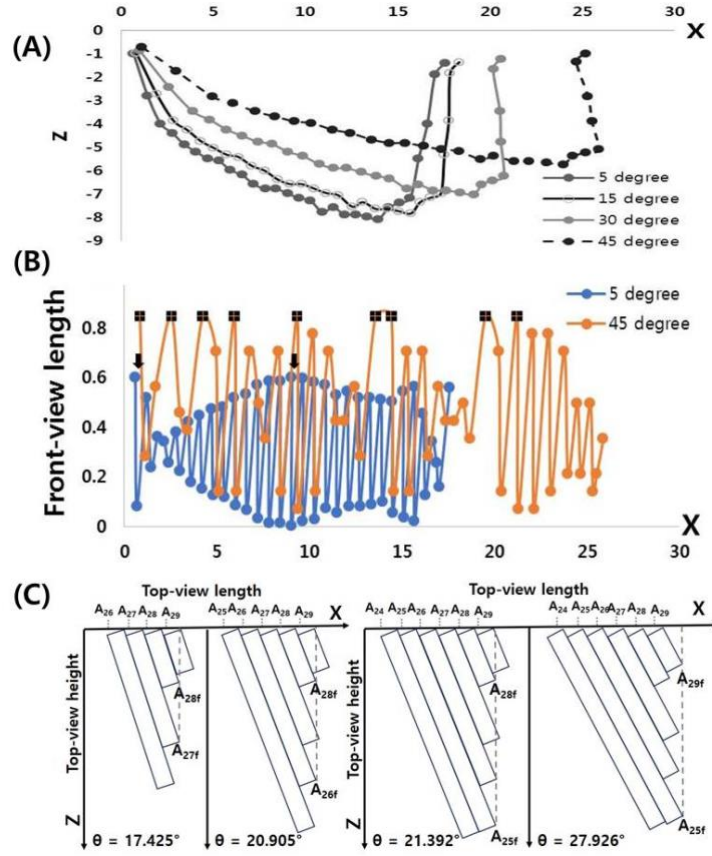 (A)
0 5 10 15 20 25 30 X
0
-1
-2
-3
-4
-5
-6
-7
-8
-9
Z
5 degree
15 degree
30 degree
45 degree
(B)
Front-view length
0.8
0.6
0.4
0.2
0
5 degree
45 degree
0 5 10 15 20 25 30
X
(C)
Top-view length
Top-view length
A26 A27 A28 A29
A25 A26 A27 A28 A29
A24 A25 A26 A27 A28 A29
A24 A25 A26 A27 A28 A29
X
Top-view height
Z
A28f
A27f
θ = 17.425°
A28f
A26f
θ = 20.905°
Top-view height
Z
A28f
A25f
θ = 21.392°
A29f
A25f
θ = 27.926°